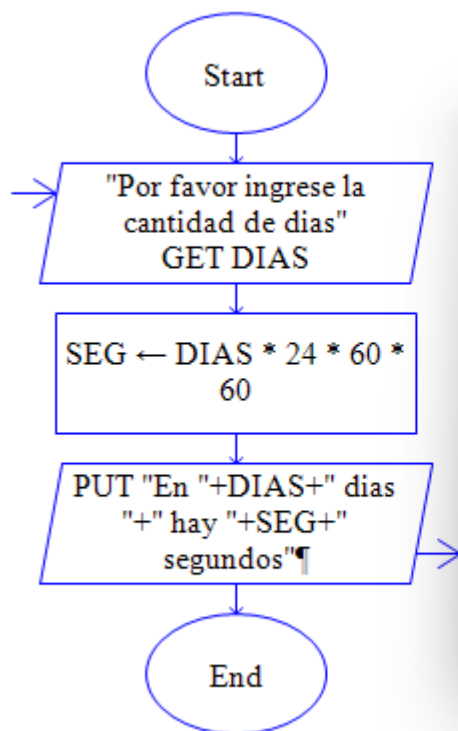 Start
"Por favor ingrese la
cantidad de dias"
GET DIAS
SEG ← DIAS * 24 * 60 *
60
PUT "En "+DIAS+" dias
"+" hay "+SEG+"
segundos"¶
End